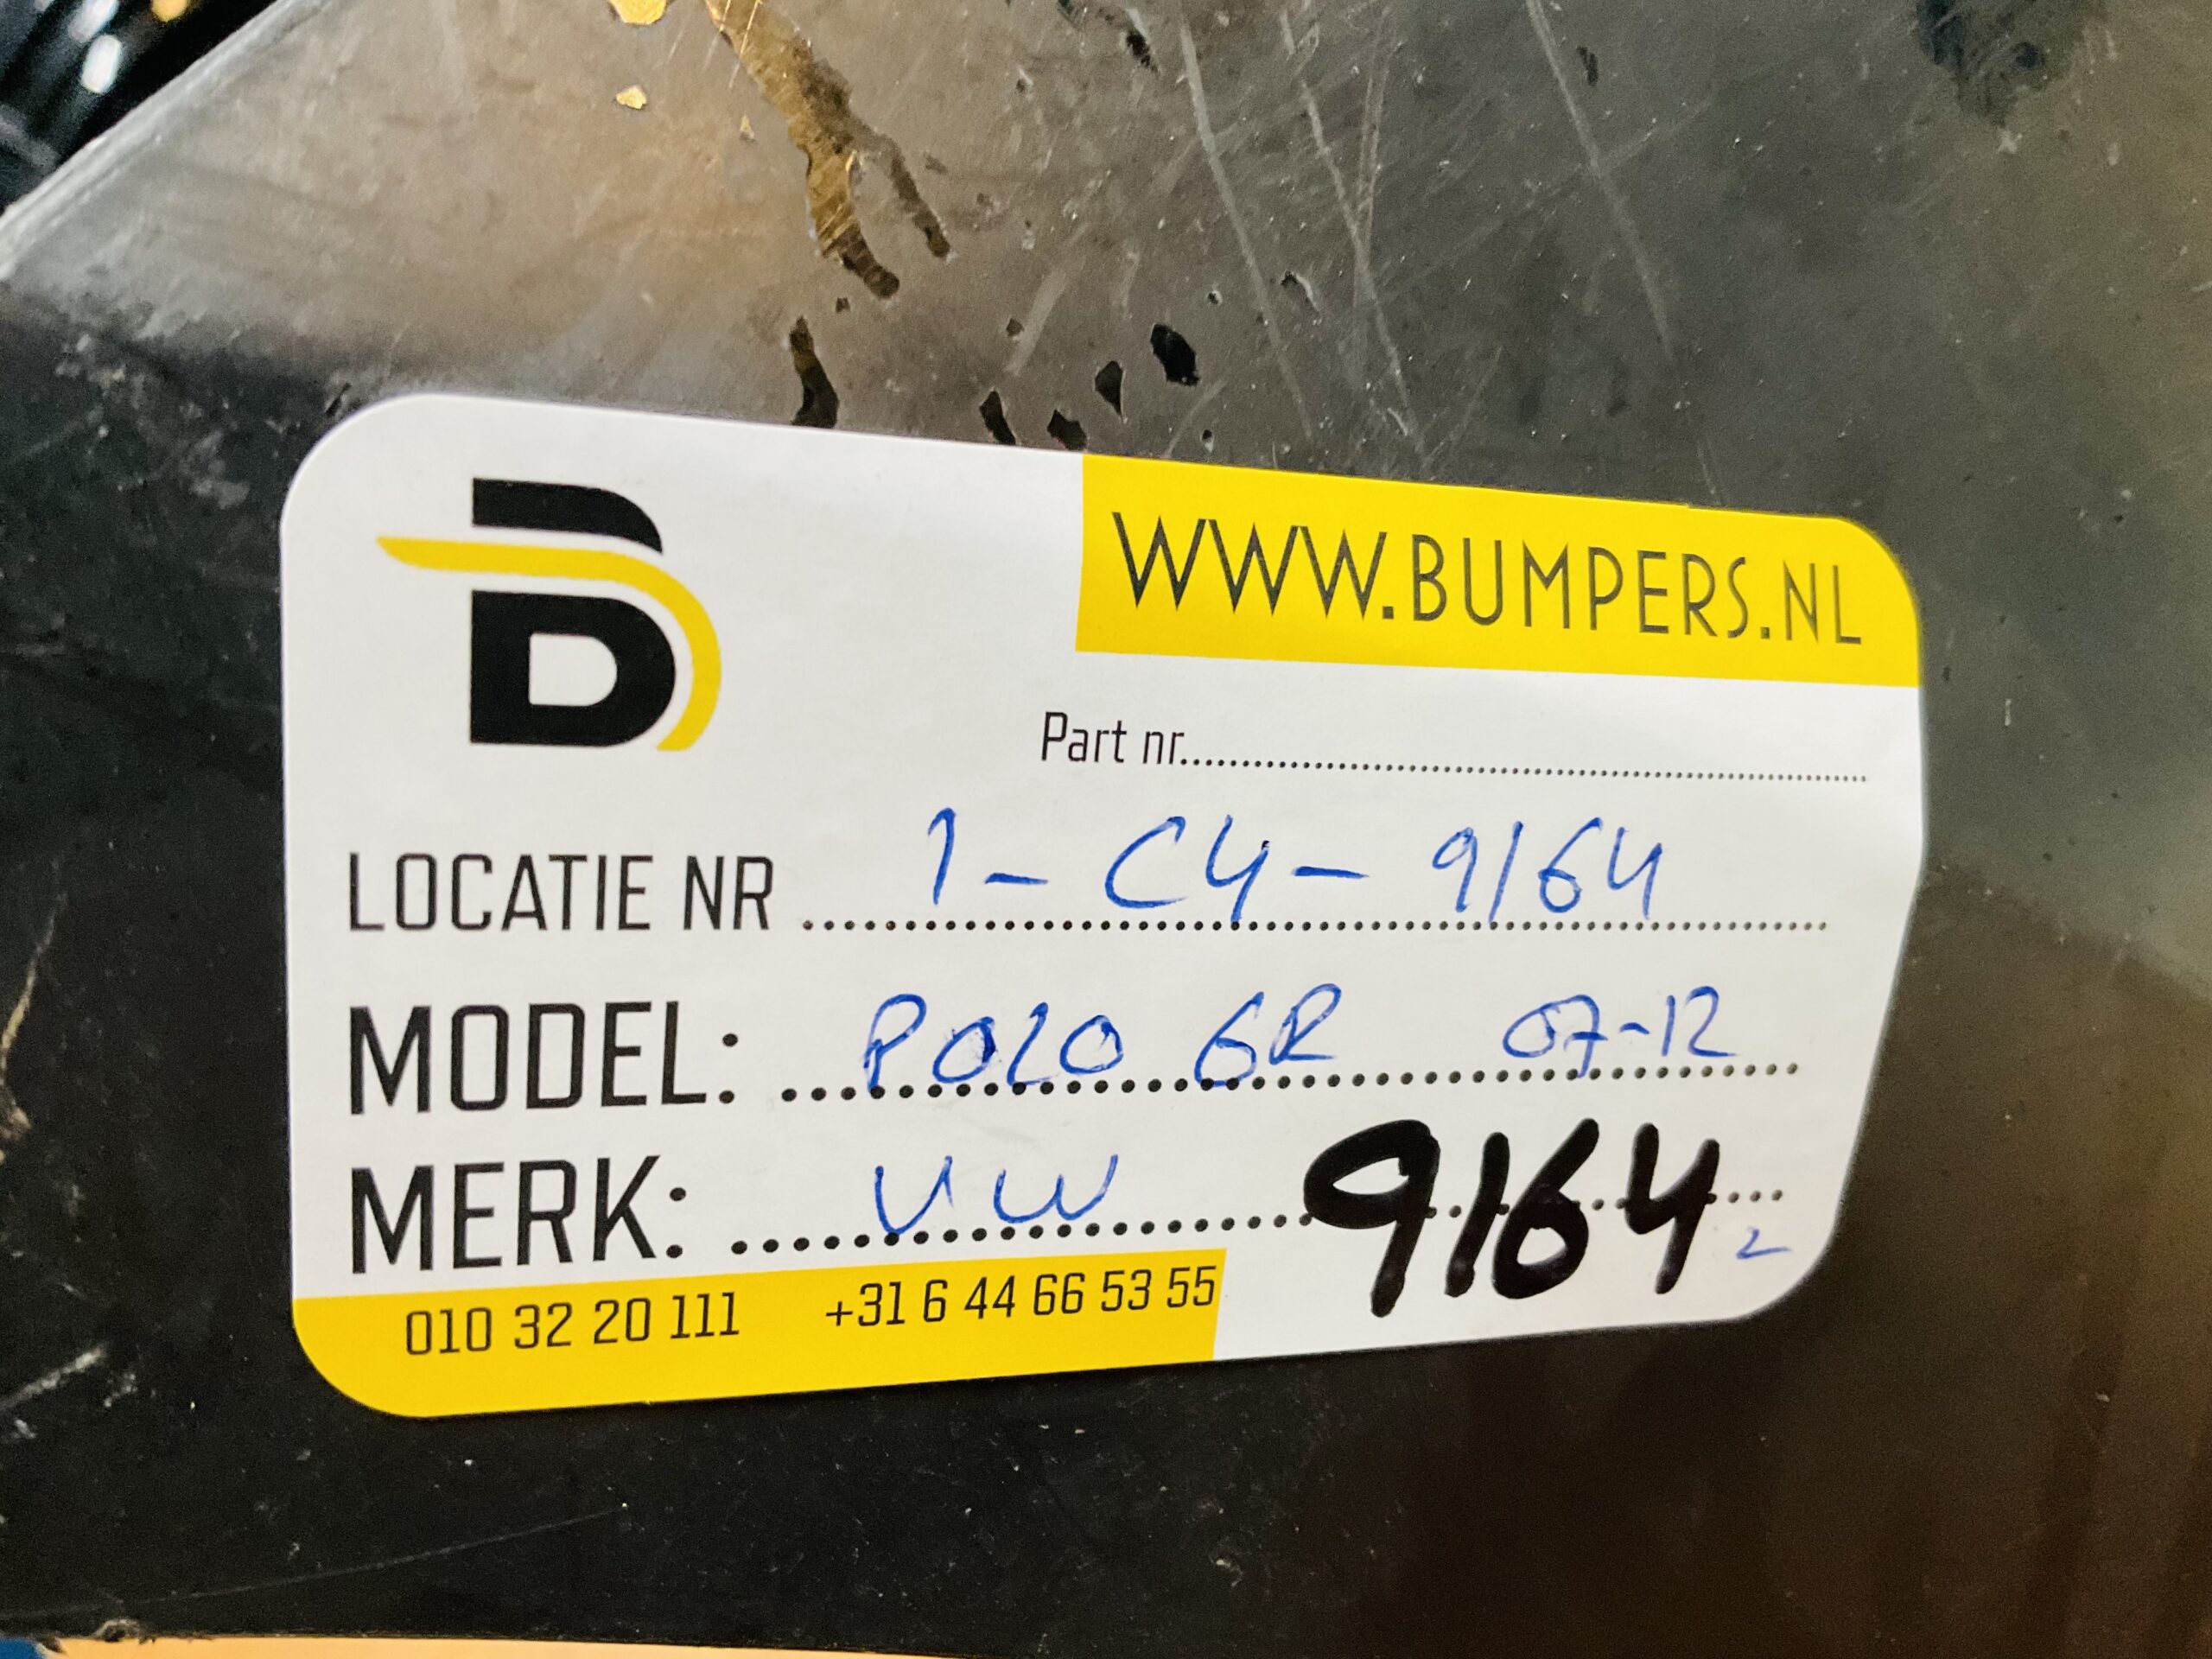 WWW.BUMPERS.NL
Part nr.
LOCATIE NR 1-C4-9164
MODEL: POLO 6R 07-12
MERK: VW 9164
2
010 32 20 111 +31 6 44 66 53 55